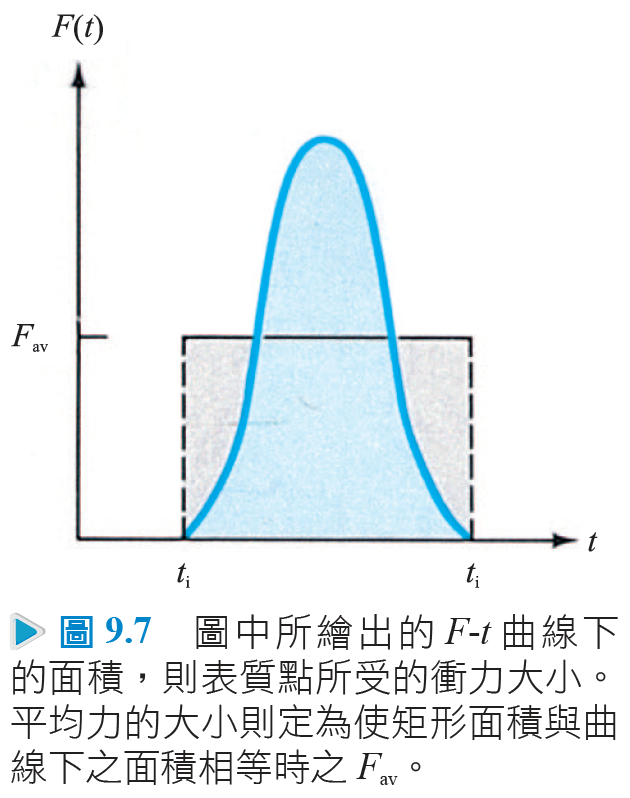 F(t)
F_av
t
t_i
t_i
圖 9.7 圖中所繪出的 F-t 曲線下
的面積，則表質點所受的衝力大小。
平均力的大小則定為使矩形面積與曲
線下之面積相等時之 F_av。